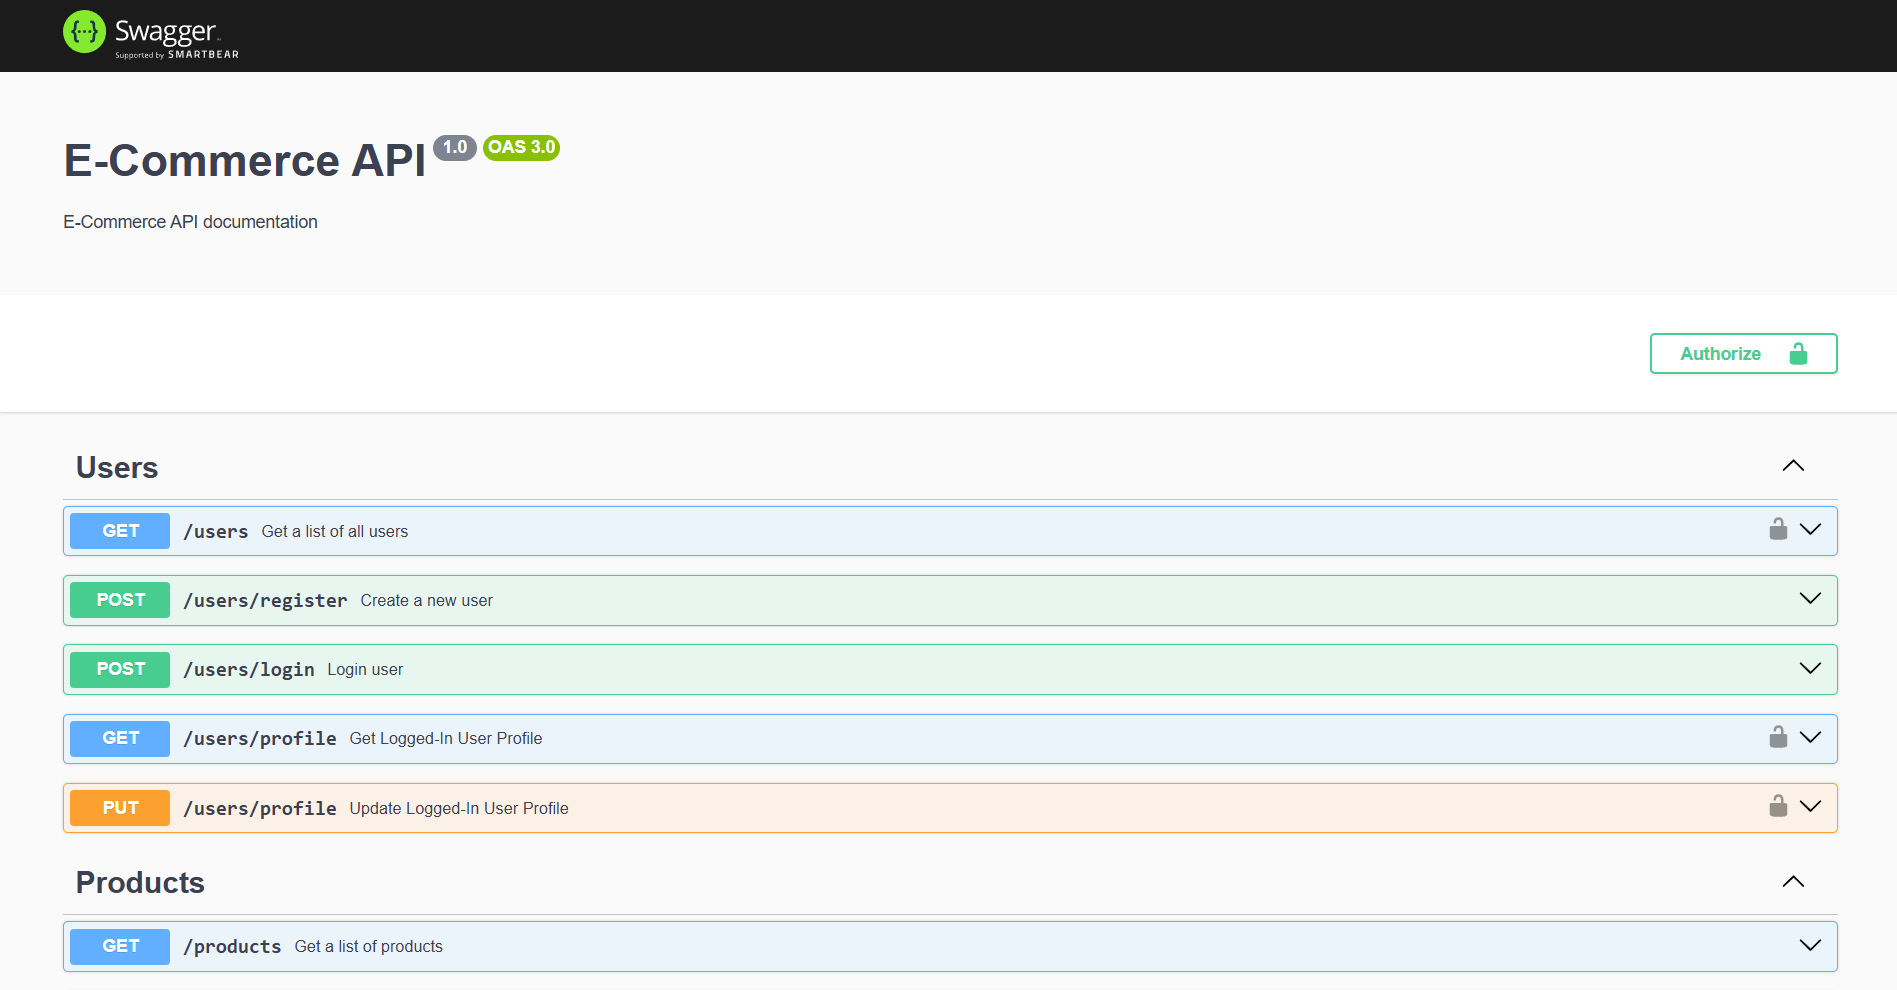 {···} Swagger
Supported by SMARTBEAR
E-Commerce API 1.0 OAS 3.0
E-Commerce API documentation
Authorize
Users
GET /users Get a list of all users
POST /users/register Create a new user
POST /users/login Login user
GET /users/profile Get Logged-In User Profile
PUT /users/profile Update Logged-In User Profile
Products
GET /products Get a list of products